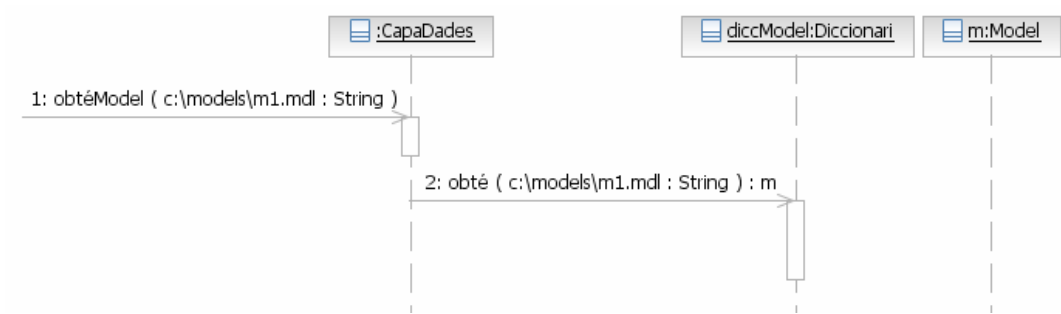 :CapaDades
diccModel:Diccionari
m:Model
1: obtéModel ( c:\models\m1.mdl : String )
2: obté ( c:\models\m1.mdl : String ) : m